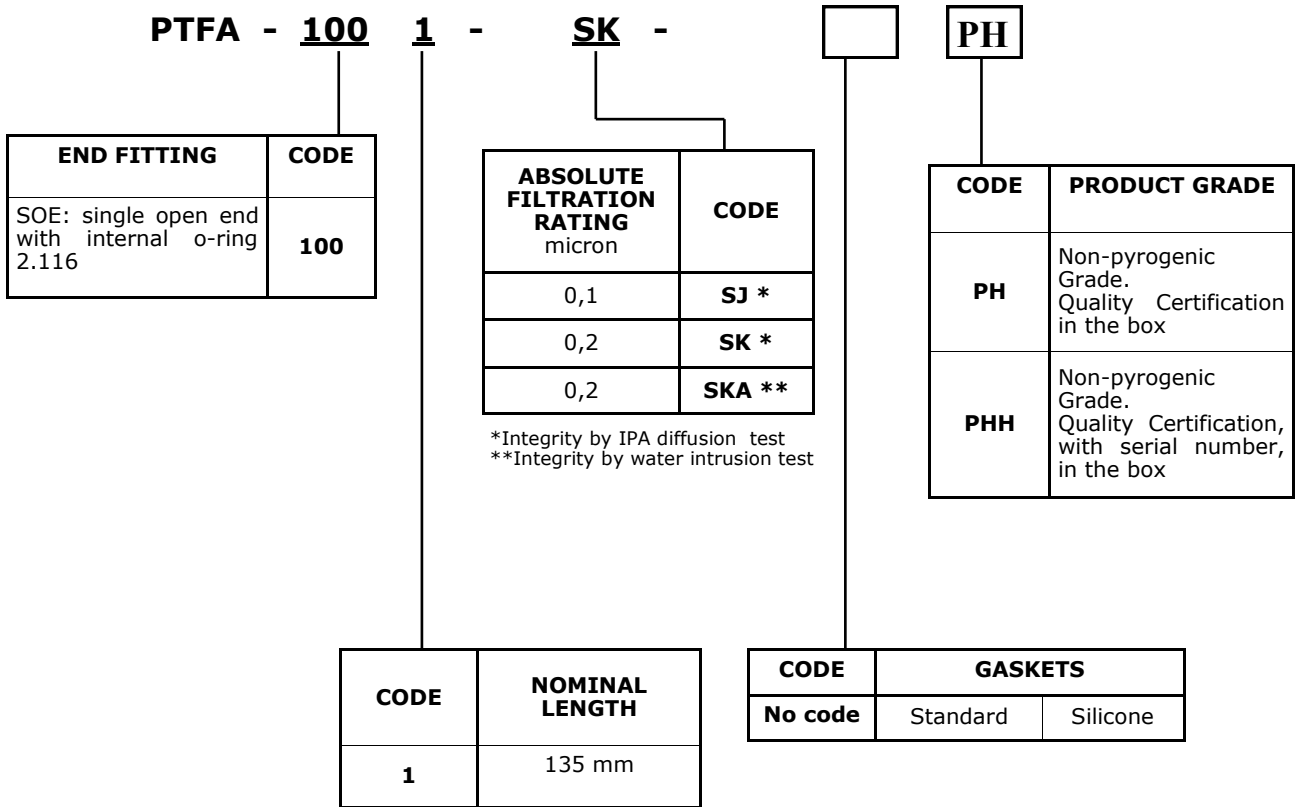 PTFA - 100 1 - SK - PH
END FITTING CODE
SOE: single open end
with internal o-ring
2.116
100
ABSOLUTE
FILTRATION
RATING
micron
CODE
0,1 SJ *
0,2 SK *
0,2 SKA **
*Integrity by IPA diffusion test
**Integrity by water intrusion test
CODE PRODUCT GRADE
PH
Non-pyrogenic
Grade.
Quality Certification
in the box
PHH
Non-pyrogenic
Grade.
Quality Certification,
with serial number,
in the box
CODE
NOMINAL
LENGTH
1 135 mm
CODE GASKETS
No code Standard Silicone